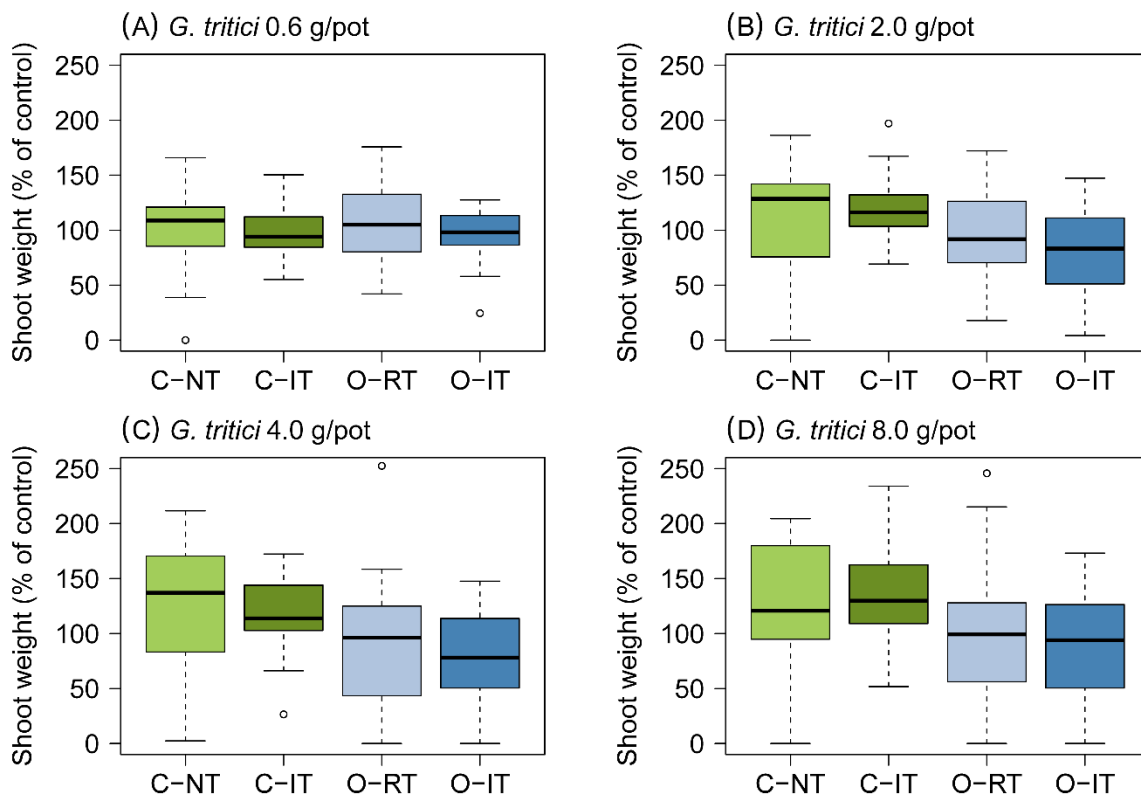 (A) G. tritici 0.6 g/pot
Shoot weight (% of control)
250
200
150
100
50
0
C−NT C−IT O−RT O−IT
(B) G. tritici 2.0 g/pot
Shoot weight (% of control)
250
200
150
100
50
0
C−NT C−IT O−RT O−IT
(C) G. tritici 4.0 g/pot
Shoot weight (% of control)
250
200
150
100
50
0
C−NT C−IT O−RT O−IT
(D) G. tritici 8.0 g/pot
Shoot weight (% of control)
250
200
150
100
50
0
C−NT C−IT O−RT O−IT